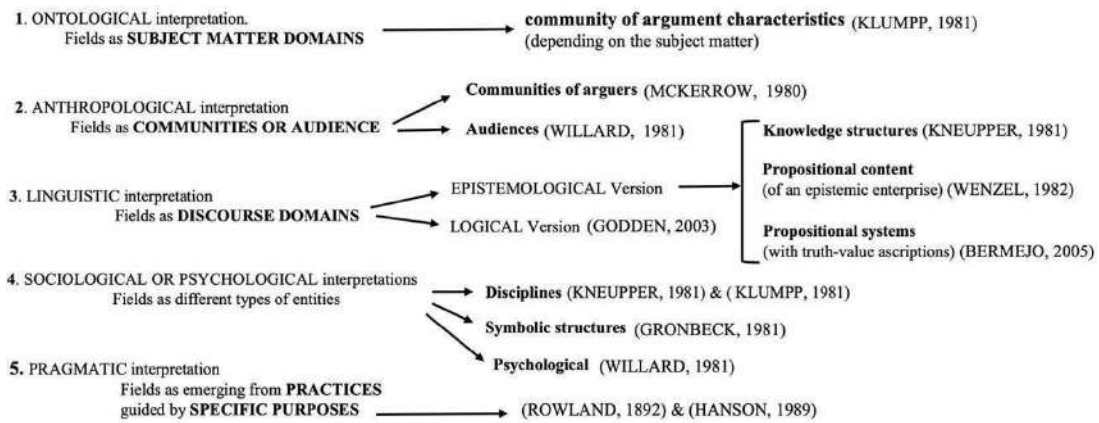 1. ONTOLOGICAL interpretation.
Fields as SUBJECT MATTER DOMAINS
community of argument characteristics (KLUMPP, 1981)
(depending on the subject matter)
2. ANTHROPOLOGICAL interpretation
Fields as COMMUNITIES OR AUDIENCE
Communities of arguers (MCKERROW, 1980)
Audiences (WILLARD, 1981)
3. LINGUISTIC interpretation
Fields as DISCOURSE DOMAINS
EPISTEMOLOGICAL Version
LOGICAL Version (GODDEN, 2003)
Knowledge structures (KNEUPPER, 1981)
Propositional content
(of an epistemic enterprise) (WENZEL, 1982)
Propositional systems
(with truth-value ascriptions) (BERMEJO, 2005)
4. SOCIOLOGICAL OR PSYCHOLOGICAL interpretations
Fields as different types of entities
Disciplines (KNEUPPER, 1981) & (KLUMPP, 1981)
Symbolic structures (GRONBECK, 1981)
Psychological (WILLARD, 1981)
5. PRAGMATIC interpretation
Fields as emerging from PRACTICES
guided by SPECIFIC PURPOSES
(ROWLAND, 1892) & (HANSON, 1989)